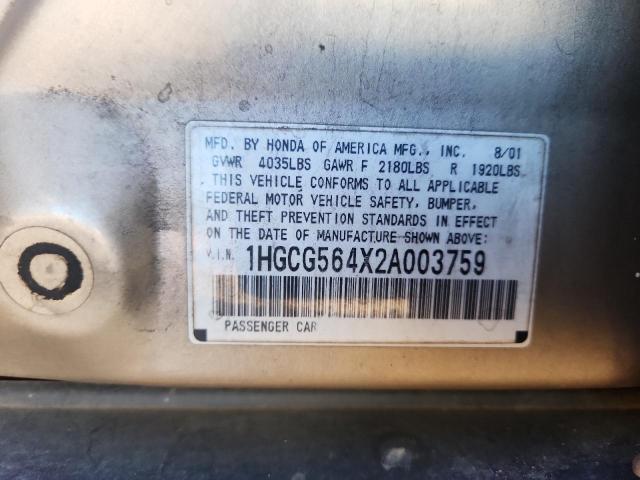 MFD. BY HONDA OF AMERICA MFG., INC. 8/01
GVWR 4035LBS GAWR F 2180LBS R 1920LBS
THIS VEHICLE CONFORMS TO ALL APPLICABLE
FEDERAL MOTOR VEHICLE SAFETY, BUMPER,
AND THEFT PREVENTION STANDARDS IN EFFECT
ON THE DATE OF MANUFACTURE SHOWN ABOVE:
V.I.N. 1HGCG564X2A003759
PASSENGER CAR